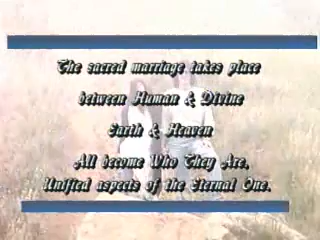 The sacred marriage takes place
between Human & Divine
Earth & Heaven
All become Who They Are,
Unified aspects of the Eternal One.